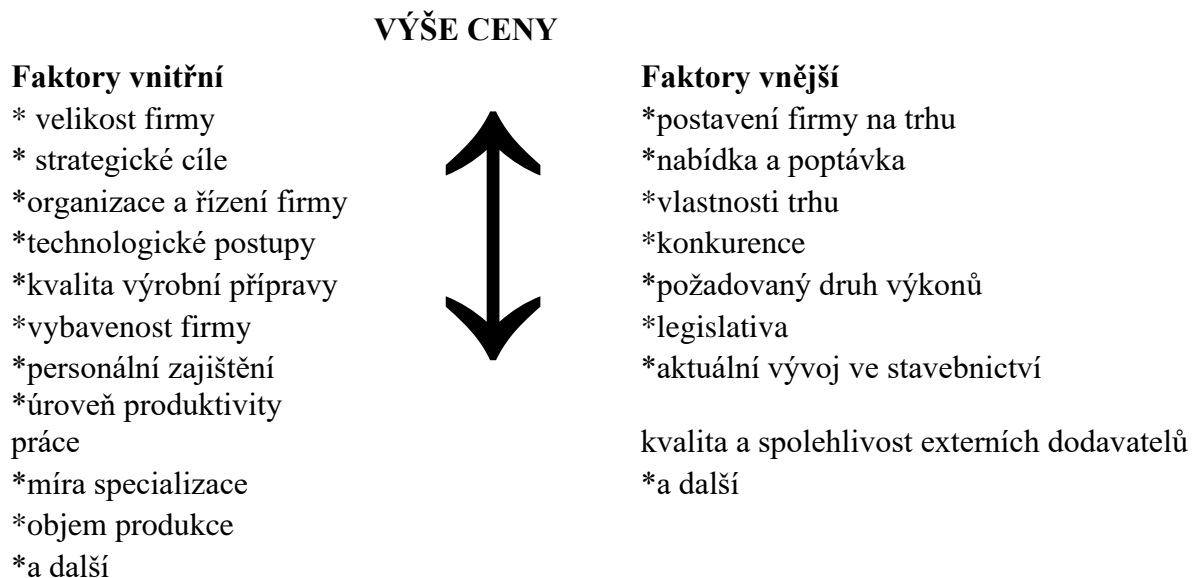 VÝŠE CENY
Faktory vnitřní
* velikost firmy
* strategické cíle
*organizace a řízení firmy
*technologické postupy
*kvalita výrobní přípravy
*vybavenost firmy
*personální zajištění
*úroveň produktivity
práce
*míra specializace
*objem produkce
*a další
Faktory vnější
*postavení firmy na trhu
*nabídka a poptávka
*vlastnosti trhu
*konkurence
*požadovaný druh výkonů
*legislativa
*aktuální vývoj ve stavebnictví
kvalita a spolehlivost externích dodavatelů
*a další